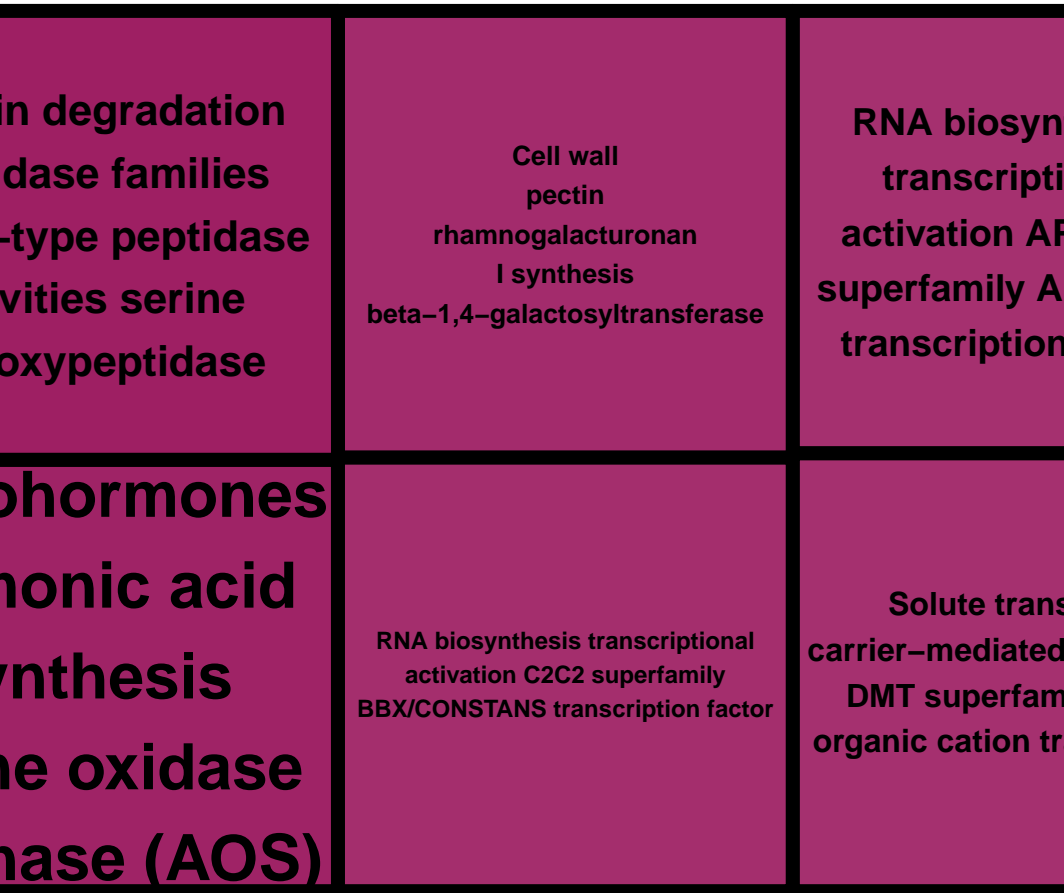 in degradation
dase families
–type peptidase
vities serine
oxypeptidase
Cell wall
pectin
rhamnogalacturonan
I synthesis
beta–1,4–galactosyltransferase
RNA biosyn
transcripti
activation AP
superfamily A
transcription
ohormones
nonic acid
ynthesis
ne oxidase
nase (AOS)
RNA biosynthesis transcriptional
activation C2C2 superfamily
BBX/CONSTANS transcription factor
Solute trans
carrier–mediated
DMT superfam
organic cation tra